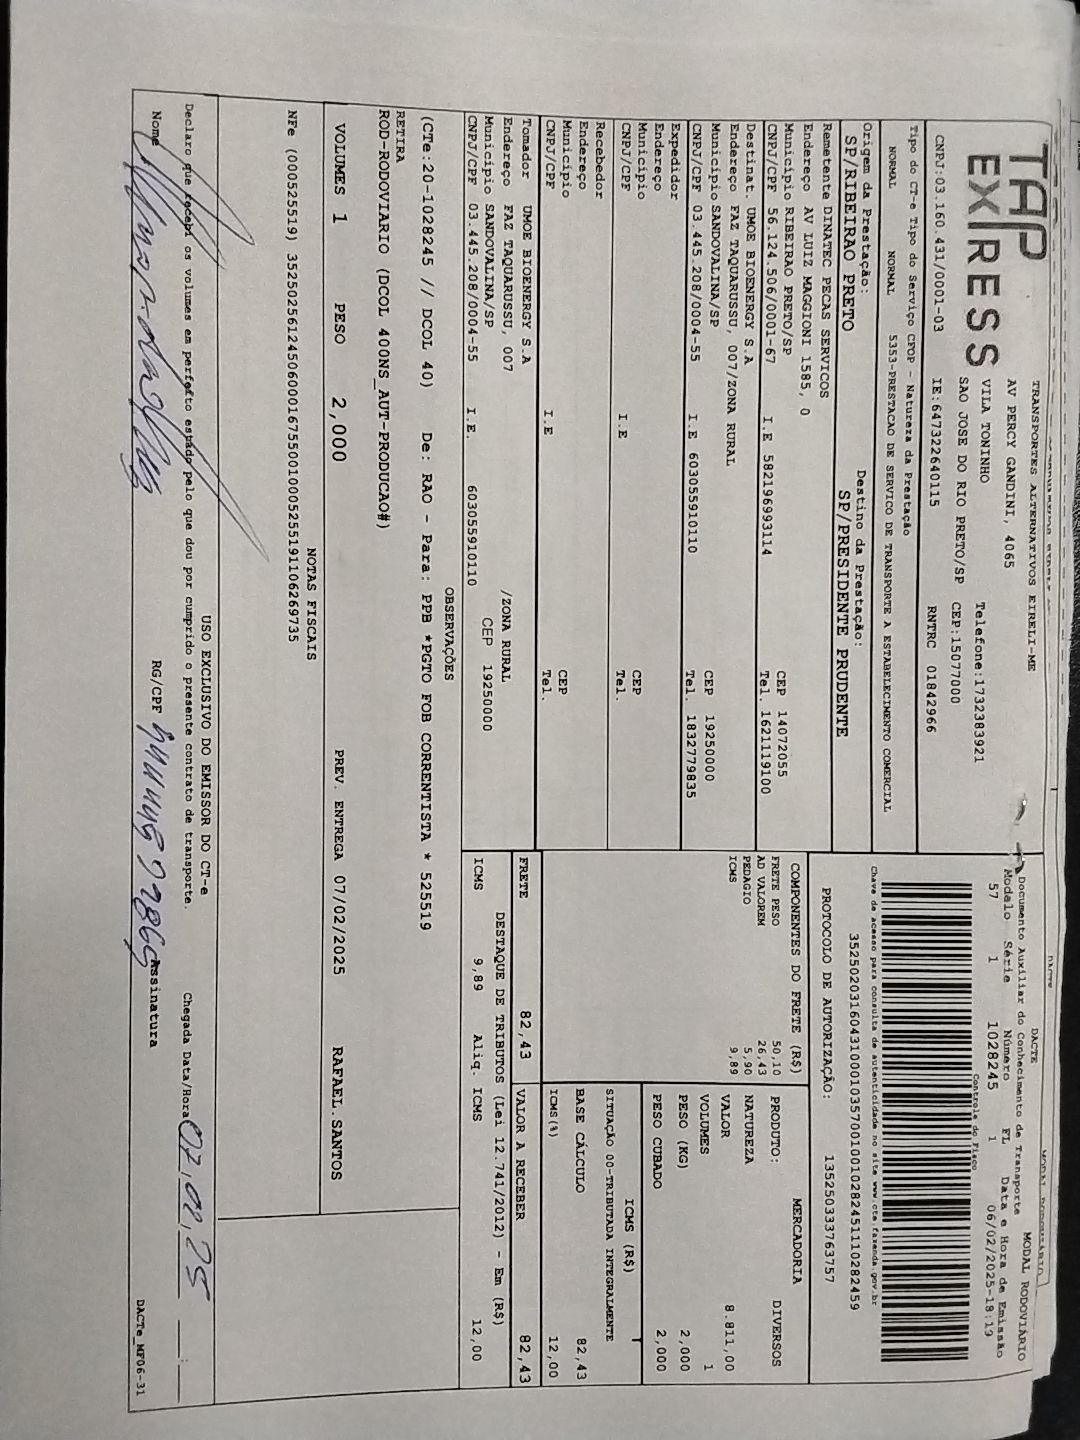 TAP
EXPRESS
TRANSPORTES ALTERNATIVOS EIRELI-ME
AV PERCY GANDINI, 4065
VILA TONINHO Telefone:1732383921
SAO JOSE DO RIO PRETO/SP CEP:15077000
CNPJ:03.160.431/0001-03 IE:647322640115 RNTRC 01842966
DACTE MODAL RODOVIÁRIO
Documento Auxiliar do Conhecimento de Transporte
Modelo Série Número FL Data e Hora de Emissão
57 1 1028245 1 06/02/2025-18:19
Controle do Fisco
Chave de acesso para consulta de autenticidade no site www.cte.fazenda.gov.br
35250203160431000103570010010282451110282459
PROTOCOLO DE AUTORIZAÇÃO: 135250333763757
Tipo do CT-e Tipo do Serviço CFOP - Natureza da Prestação
NORMAL NORMAL 5353-PRESTACAO DE SERVICO DE TRANSPORTE A ESTABELECIMENTO COMERCIAL
Origem da Prestação: Destino da Prestação:
SP/RIBEIRAO PRETO SP/PRESIDENTE PRUDENTE
Remetente DINATEC PECAS SERVICOS
Endereço AV LUIZ MAGGIONI 1585, 0
Município RIBEIRAO PRETO/SP CEP 14072055
CNPJ/CPF 56.124.506/0001-67 I.E 582196993114 Tel. 1621119100
Destinat. UMOE BIOENERGY S.A
Endereço FAZ TAQUARUSSU, 007/ZONA RURAL
Município SANDOVALINA/SP CEP 19250000
CNPJ/CPF 03.445.208/0004-55 I.E 603055910110 Tel. 1832779835
Expedidor
Endereço
Município CEP
CNPJ/CPF I.E Tel.
Recebedor
Endereço
Município CEP
CNPJ/CPF I.E Tel.
Tomador UMOE BIOENERGY S.A
Endereço FAZ TAQUARUSSU, 007 /ZONA RURAL
Município SANDOVALINA/SP CEP 19250000
CNPJ/CPF 03.445.208/0004-55 I.E. 603055910110
COMPONENTES DO FRETE (R$)
FRETE PESO 50,10
AD VALOREM 26,43
PEDAGIO 5,90
ICMS 9,89
MERCADORIA
PRODUTO: DIVERSOS
NATUREZA
VALOR 8.811,00
VOLUMES 1
PESO (KG) 2,000
PESO CUBADO 2,000
ICMS (R$)
SITUAÇÃO 00-TRIBUTADA INTEGRALMENTE
BASE CÁLCULO 82,43
ICMS(%) 12,00
FRETE 82,43 VALOR A RECEBER 82,43
DESTAQUE DE TRIBUTOS (Lei 12.741/2012) - Em (R$)
ICMS 9,89 Aliq. ICMS 12,00
OBSERVAÇÕES
(CTe:20-1028245 // DCOL 40) De: RAO - Para: PPB *PGTO FOB CORRENTISTA * 525519
RETIRA
ROD-RODOVIARIO (DCOL 400NS_AUT-PRODUCAO#)
VOLUMES 1 PESO 2,000 PREV. ENTREGA 07/02/2025 RAFAEL.SANTOS
NOTAS FISCAIS
NFe (000525519) 35250256124506000167550010005255191106269735
USO EXCLUSIVO DO EMISSOR DO CT-e
Declaro que recebi os volumes em perfeito estado pelo que dou por cumprido o presente contrato de transporte. Chegada Data/Hora 07,02,25 :
Nome RG/CPF Assinatura
DACTe_MF06-31